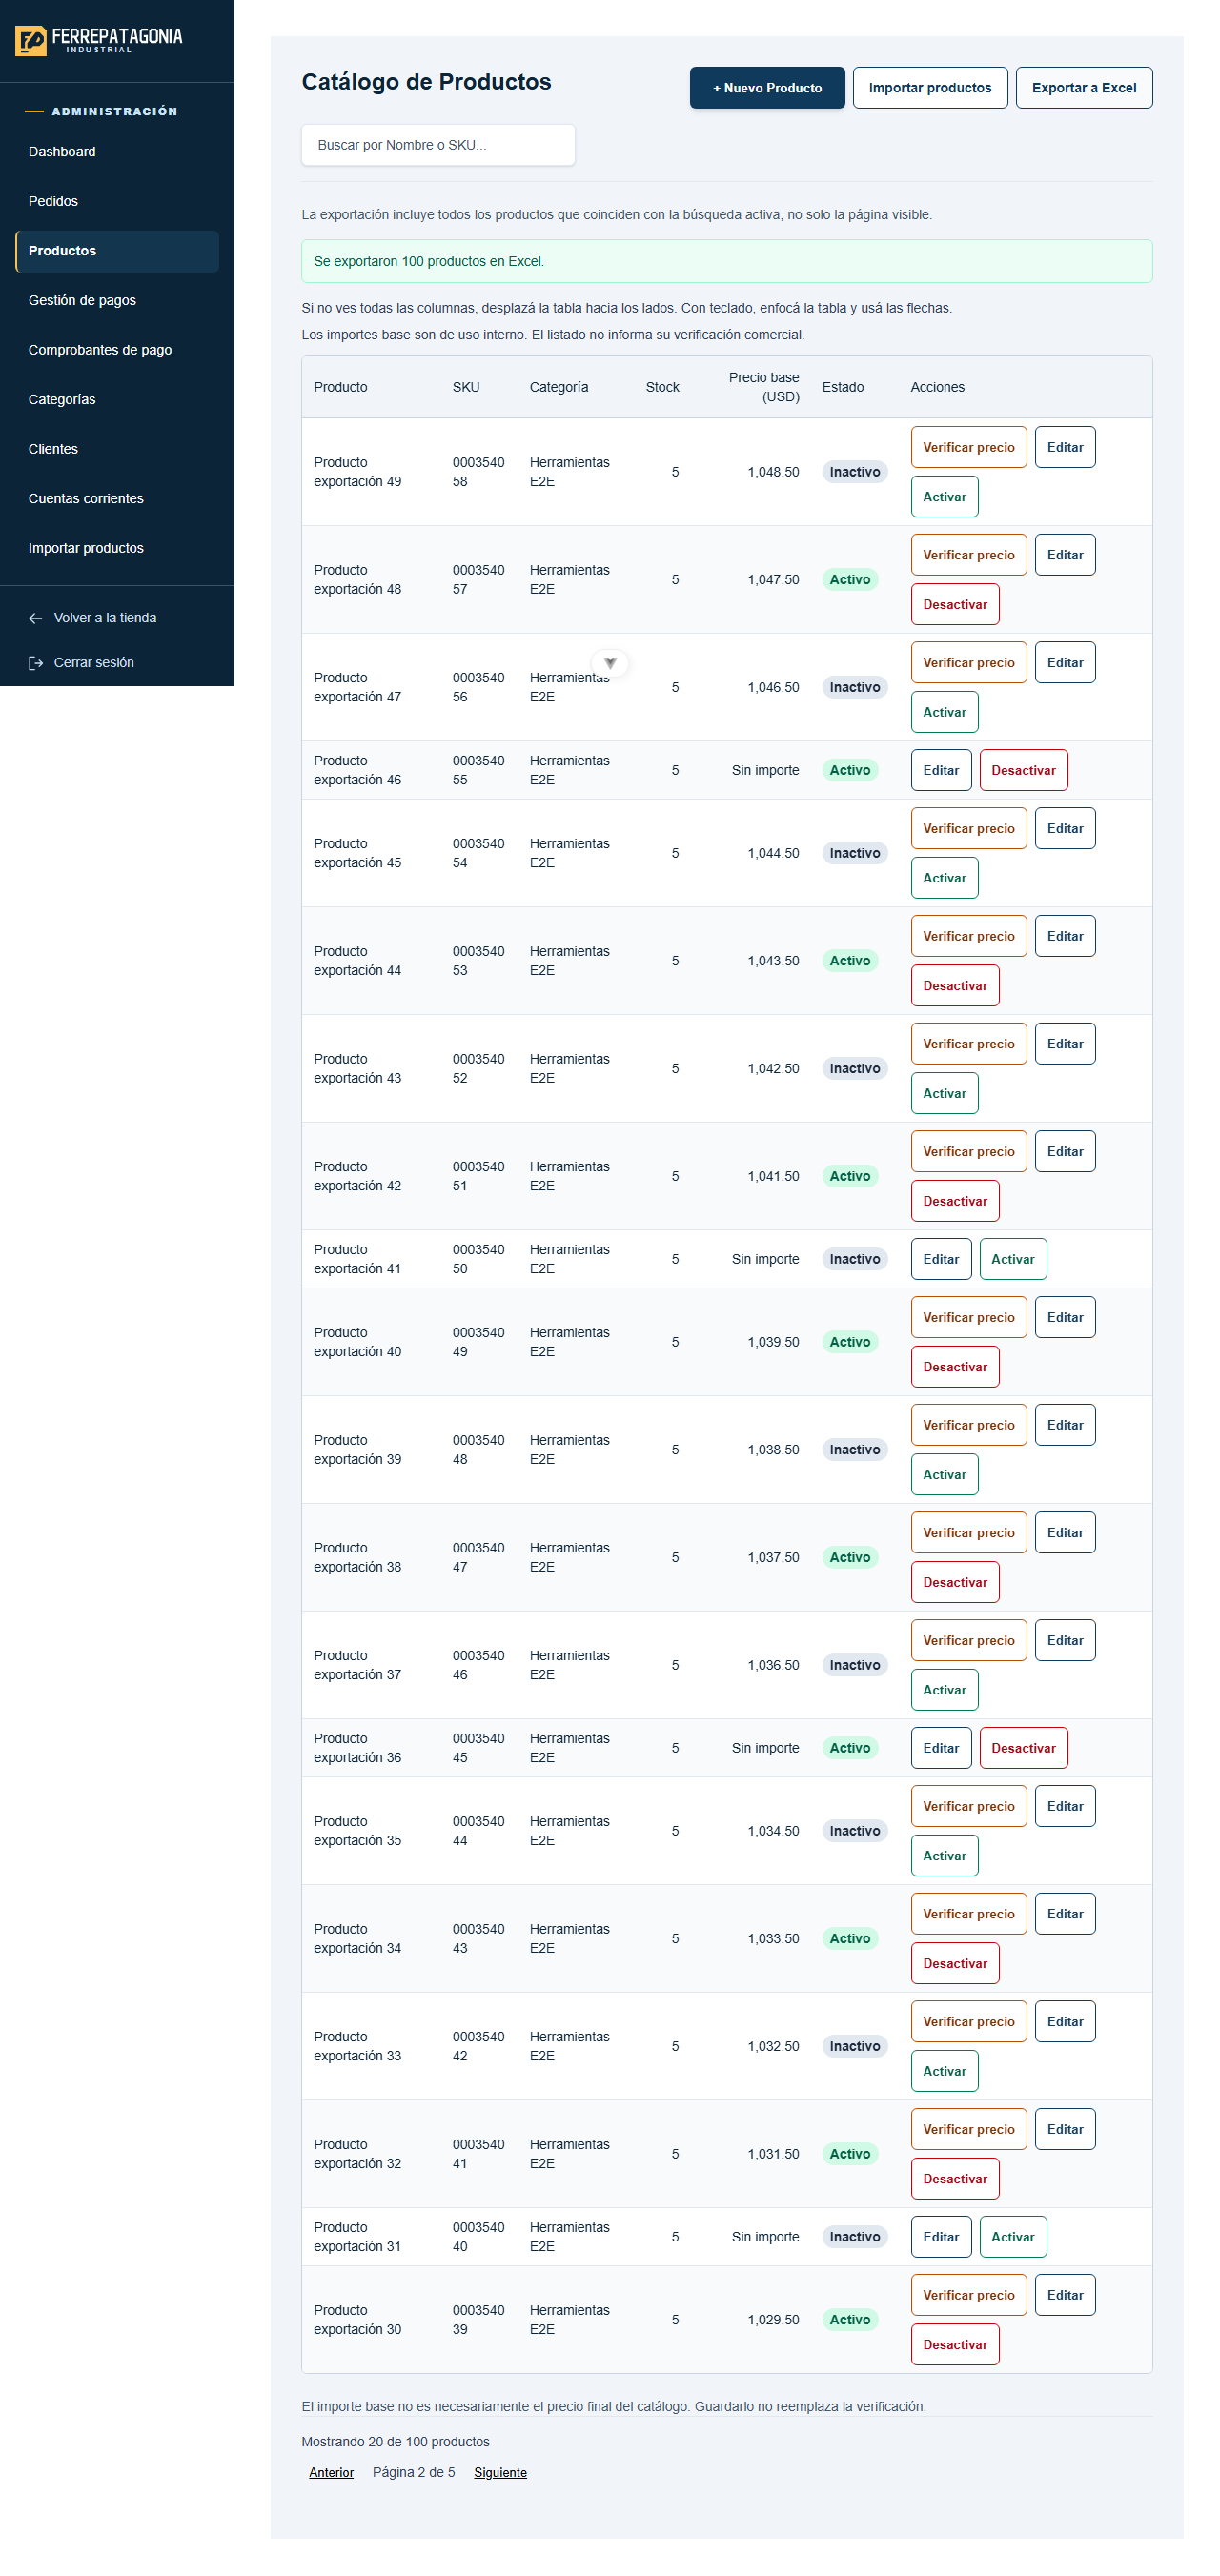 FERREPATAGONIA
INDUSTRIAL
ADMINISTRACIÓN
Dashboard
Pedidos
Productos
Gestión de pagos
Comprobantes de pago
Categorías
Clientes
Cuentas corrientes
Importar productos
Volver a la tienda
Cerrar sesión
Catálogo de Productos
+ Nuevo Producto Importar productos Exportar a Excel
Buscar por Nombre o SKU...
La exportación incluye todos los productos que coinciden con la búsqueda activa, no solo la página visible.
Se exportaron 100 productos en Excel.
Si no ves todas las columnas, desplazá la tabla hacia los lados. Con teclado, enfocá la tabla y usá las flechas.
Los importes base son de uso interno. El listado no informa su verificación comercial.
Producto SKU Categoría Stock Precio base (USD) Estado Acciones
Producto exportación 49 000354058 Herramientas E2E 5 1,048.50 Inactivo Verificar precio Editar Activar
Producto exportación 48 000354057 Herramientas E2E 5 1,047.50 Activo Verificar precio Editar Desactivar
Producto exportación 47 000354056 Herramientas E2E 5 1,046.50 Inactivo Verificar precio Editar Activar
Producto exportación 46 000354055 Herramientas E2E 5 Sin importe Activo Editar Desactivar
Producto exportación 45 000354054 Herramientas E2E 5 1,044.50 Inactivo Verificar precio Editar Activar
Producto exportación 44 000354053 Herramientas E2E 5 1,043.50 Activo Verificar precio Editar Desactivar
Producto exportación 43 000354052 Herramientas E2E 5 1,042.50 Inactivo Verificar precio Editar Activar
Producto exportación 42 000354051 Herramientas E2E 5 1,041.50 Activo Verificar precio Editar Desactivar
Producto exportación 41 000354050 Herramientas E2E 5 Sin importe Inactivo Editar Activar
Producto exportación 40 000354049 Herramientas E2E 5 1,039.50 Activo Verificar precio Editar Desactivar
Producto exportación 39 000354048 Herramientas E2E 5 1,038.50 Inactivo Verificar precio Editar Activar
Producto exportación 38 000354047 Herramientas E2E 5 1,037.50 Activo Verificar precio Editar Desactivar
Producto exportación 37 000354046 Herramientas E2E 5 1,036.50 Inactivo Verificar precio Editar Activar
Producto exportación 36 000354045 Herramientas E2E 5 Sin importe Activo Editar Desactivar
Producto exportación 35 000354044 Herramientas E2E 5 1,034.50 Inactivo Verificar precio Editar Activar
Producto exportación 34 000354043 Herramientas E2E 5 1,033.50 Activo Verificar precio Editar Desactivar
Producto exportación 33 000354042 Herramientas E2E 5 1,032.50 Inactivo Verificar precio Editar Activar
Producto exportación 32 000354041 Herramientas E2E 5 1,031.50 Activo Verificar precio Editar Desactivar
Producto exportación 31 000354040 Herramientas E2E 5 Sin importe Inactivo Editar Activar
Producto exportación 30 000354039 Herramientas E2E 5 1,029.50 Activo Verificar precio Editar Desactivar
El importe base no es necesariamente el precio final del catálogo. Guardarlo no reemplaza la verificación.
Mostrando 20 de 100 productos
Anterior Página 2 de 5 Siguiente